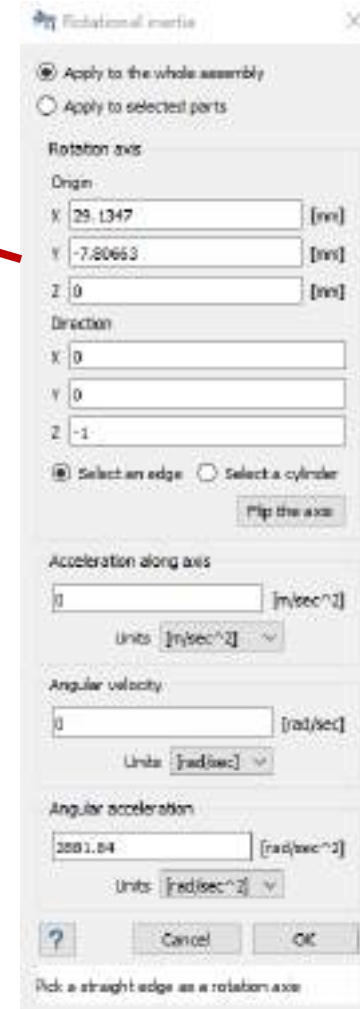 Rotational inertia
Apply to the whole assembly
Apply to selected parts
Rotation axis
Origin
X 29.1347 [mm]
Y -7.80663 [mm]
Z 0 [mm]
Direction
X 0
Y 0
Z -1
Select an edge Select a cylinder
Flip the axis
Acceleration along axis
0 [m/sec^2]
Units [m/sec^2]
Angular velocity
0 [rad/sec]
Units [rad/sec]
Angular acceleration
2881.84 [rad/sec^2]
Units [rad/sec^2]
? Cancel OK
Pick a straight edge as a rotation axis